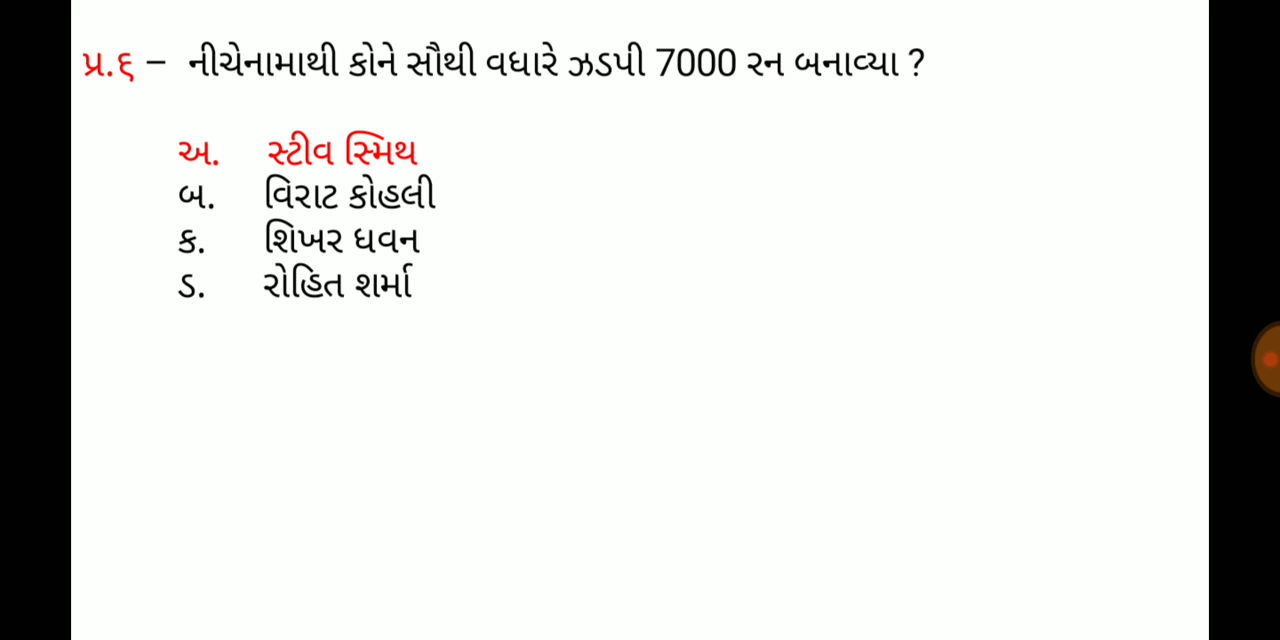 પ્ર.૬ – નીચેનામાથી કોને સૌથી વધારે ઝડપી 7000 રન બનાવ્યા ?
અ. સ્ટીવ સ્મિથ
બ. વિરાટ કોહલી
ક. શિખર ધવન
ડ. રોહિત શર્મા